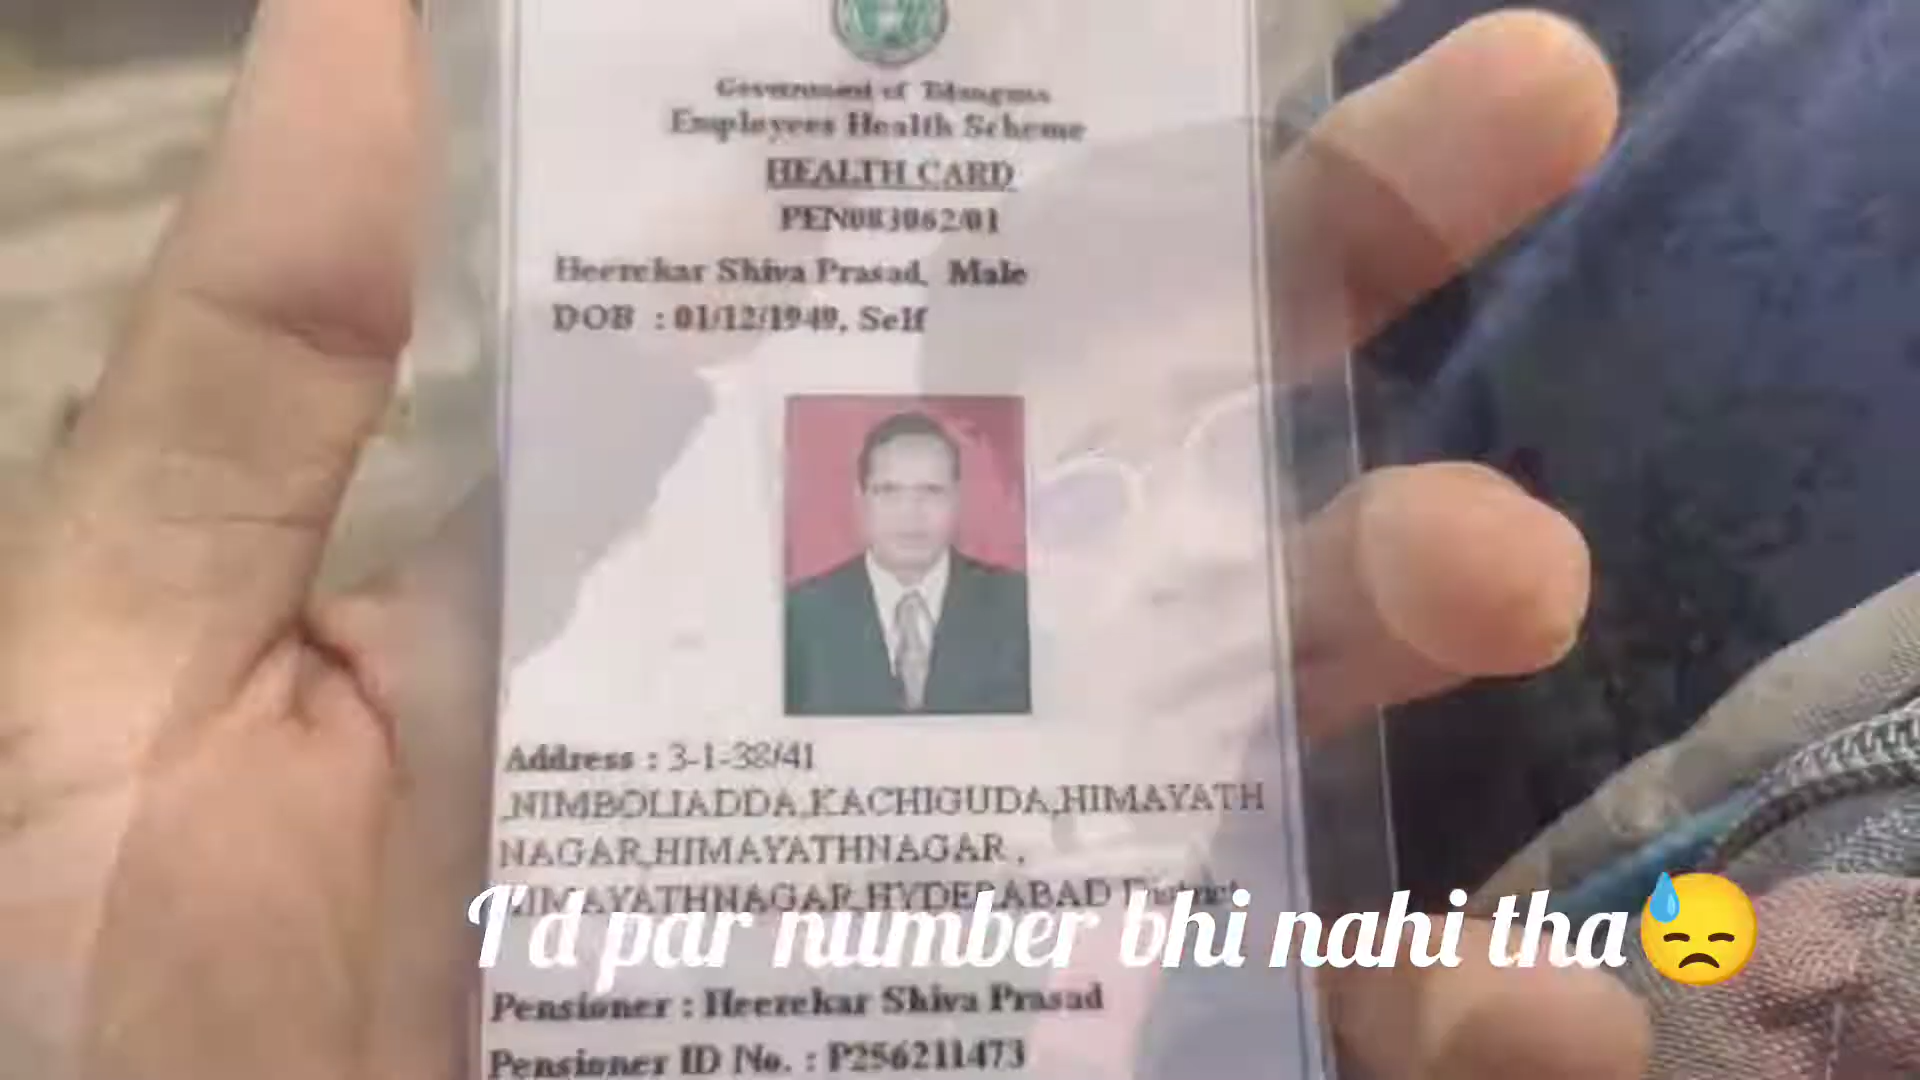 Government of Telangana
Employees Health Scheme
HEALTH CARD
PEN083062/01
Heerekar Shiva Prasad, Male
DOB : 01/12/1949, Self
Address : 3-1-38/41
,NIMBOLIADDA,KACHIGUDA,HIMAYATH
NAGAR,HIMAYATHNAGAR ,
HIMAYATHNAGAR,HYDERABAD District
I'd par number bhi nahi tha😓
Pensioner : Heerekar Shiva Prasad
Pensioner ID No. : P256211473